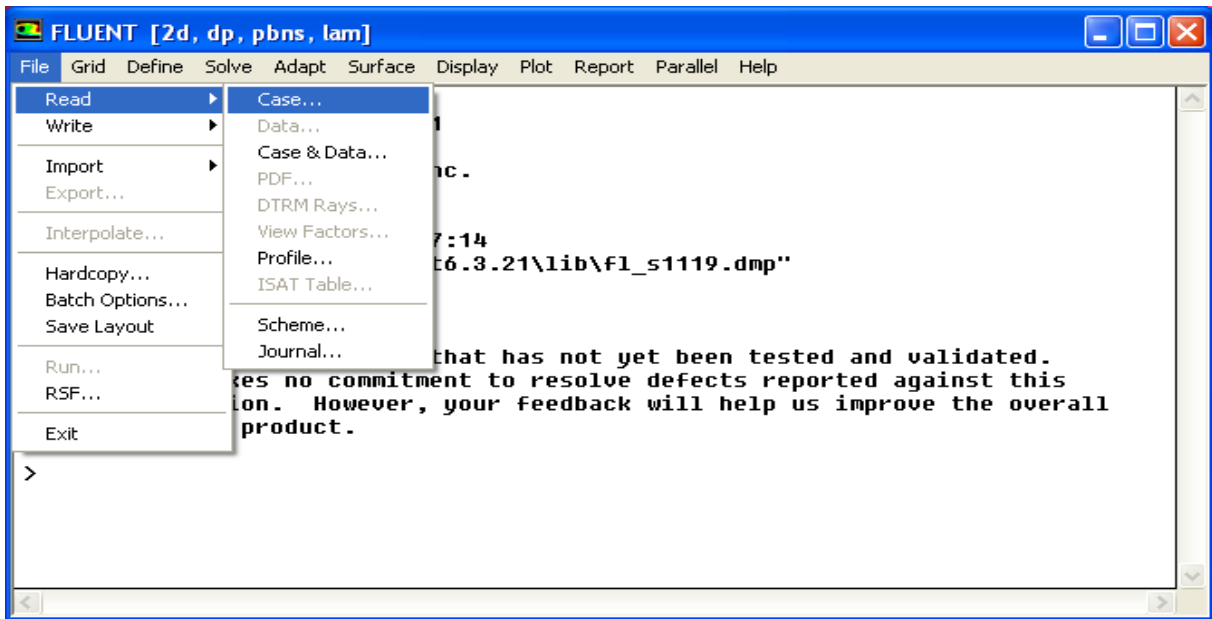 FLUENT [2d, dp, pbns, lam]
File Grid Define Solve Adapt Surface Display Plot Report Parallel Help
Read
Write
Import
Export...
Interpolate...
Hardcopy...
Batch Options...
Save Layout
Run...
RSF...
Exit
Case...
Data...
Case & Data...
PDF...
DTRM Rays...
View Factors...
Profile...
ISAT Table...
Scheme...
Journal...
1
nc.
7:14
t6.3.21\lib\fl_s1119.dmp"
that has not yet been tested and validated.
kes no commitment to resolve defects reported against this
ion. However, your feedback will help us improve the overall
product.
>